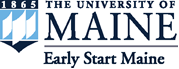 1865 THE UNIVERSITY OF
MAINE
Early Start Maine